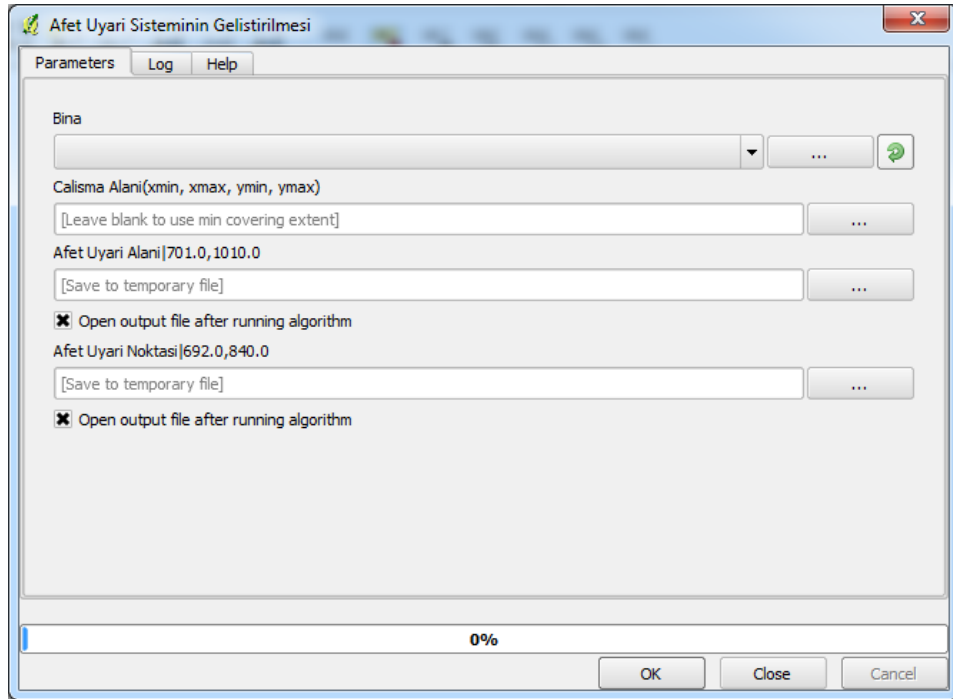 Afet Uyari Sisteminin Gelistirilmesi
Parameters Log Help
Bina
...
Calisma Alani(xmin, xmax, ymin, ymax)
[Leave blank to use min covering extent] ...
Afet Uyari Alani|701.0,1010.0
[Save to temporary file] ...
Open output file after running algorithm
Afet Uyari Noktasi|692.0,840.0
[Save to temporary file] ...
Open output file after running algorithm
0%
OK Close Cancel